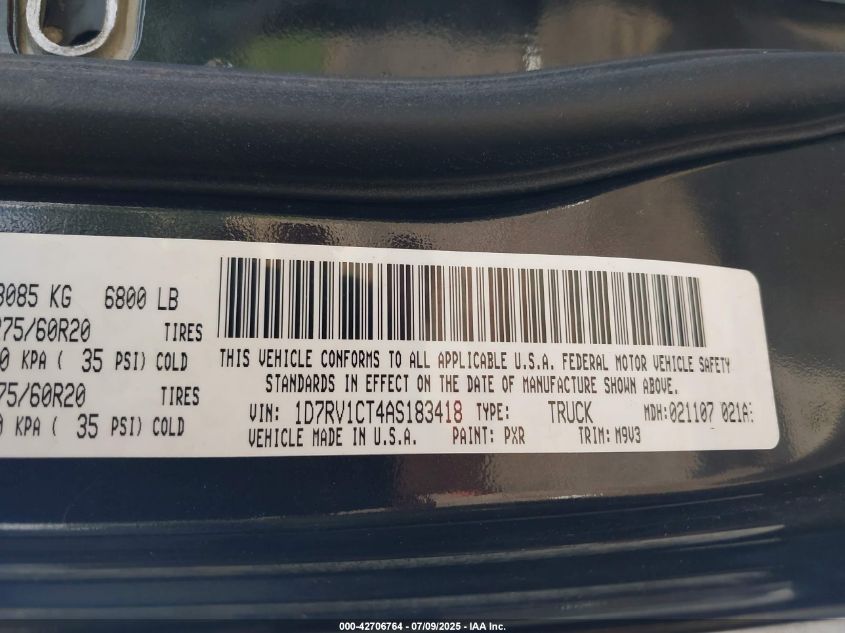 3085 KG 6800 LB
275/60R20 TIRES
0 KPA ( 35 PSI) COLD
75/60R20 TIRES
0 KPA ( 35 PSI) COLD
THIS VEHICLE CONFORMS TO ALL APPLICABLE U.S.A. FEDERAL MOTOR VEHICLE SAFETY
STANDARDS IN EFFECT ON THE DATE OF MANUFACTURE SHOWN ABOVE.
VIN: 1D7RV1CT4AS183418 TYPE: TRUCK MDH:021107 021A
VEHICLE MADE IN U.S.A. PAINT: PXR TRIM: M9V3
000-42706764 - 07/09/2025 - IAA Inc.